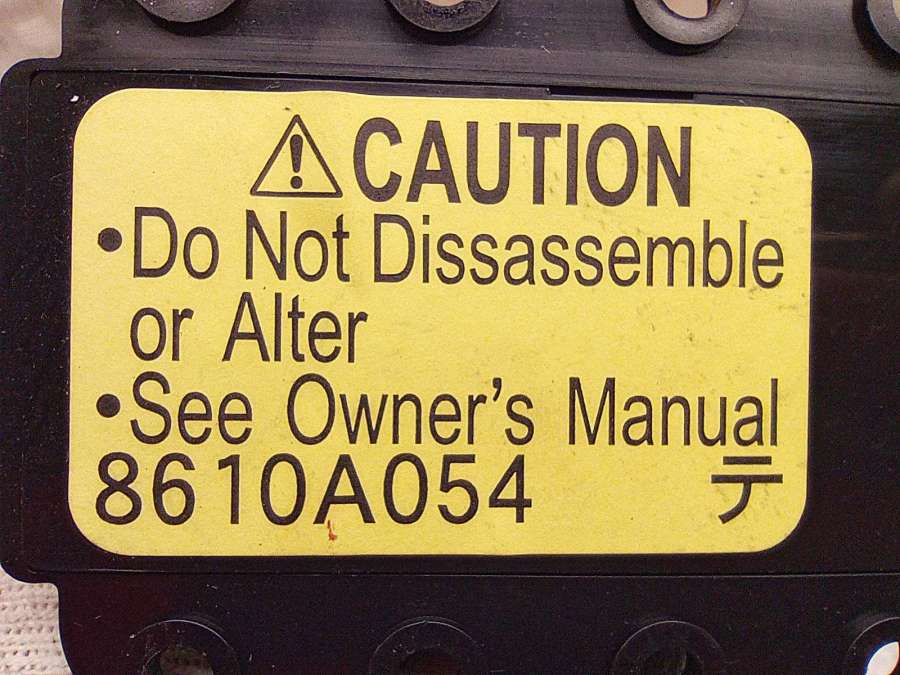 ⚠ CAUTION
•Do Not Dissassemble
or Alter
•See Owner's Manual
8610A054 テ